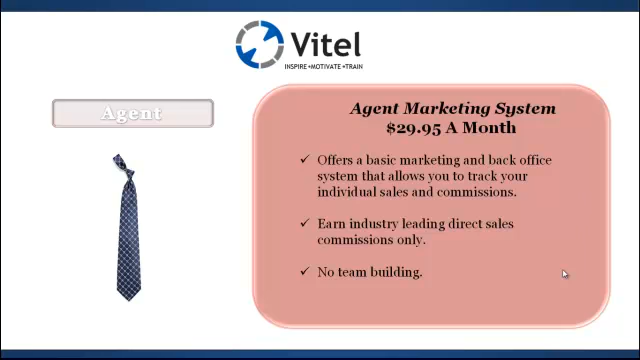 Vitel
INSPIRE •MOTIVATE •TRAIN
Agent
Agent Marketing System
$29.95 A Month
✓ Offers a basic marketing and back office
system that allows you to track your
individual sales and commissions.
✓ Earn industry leading direct sales
commissions only.
✓ No team building.